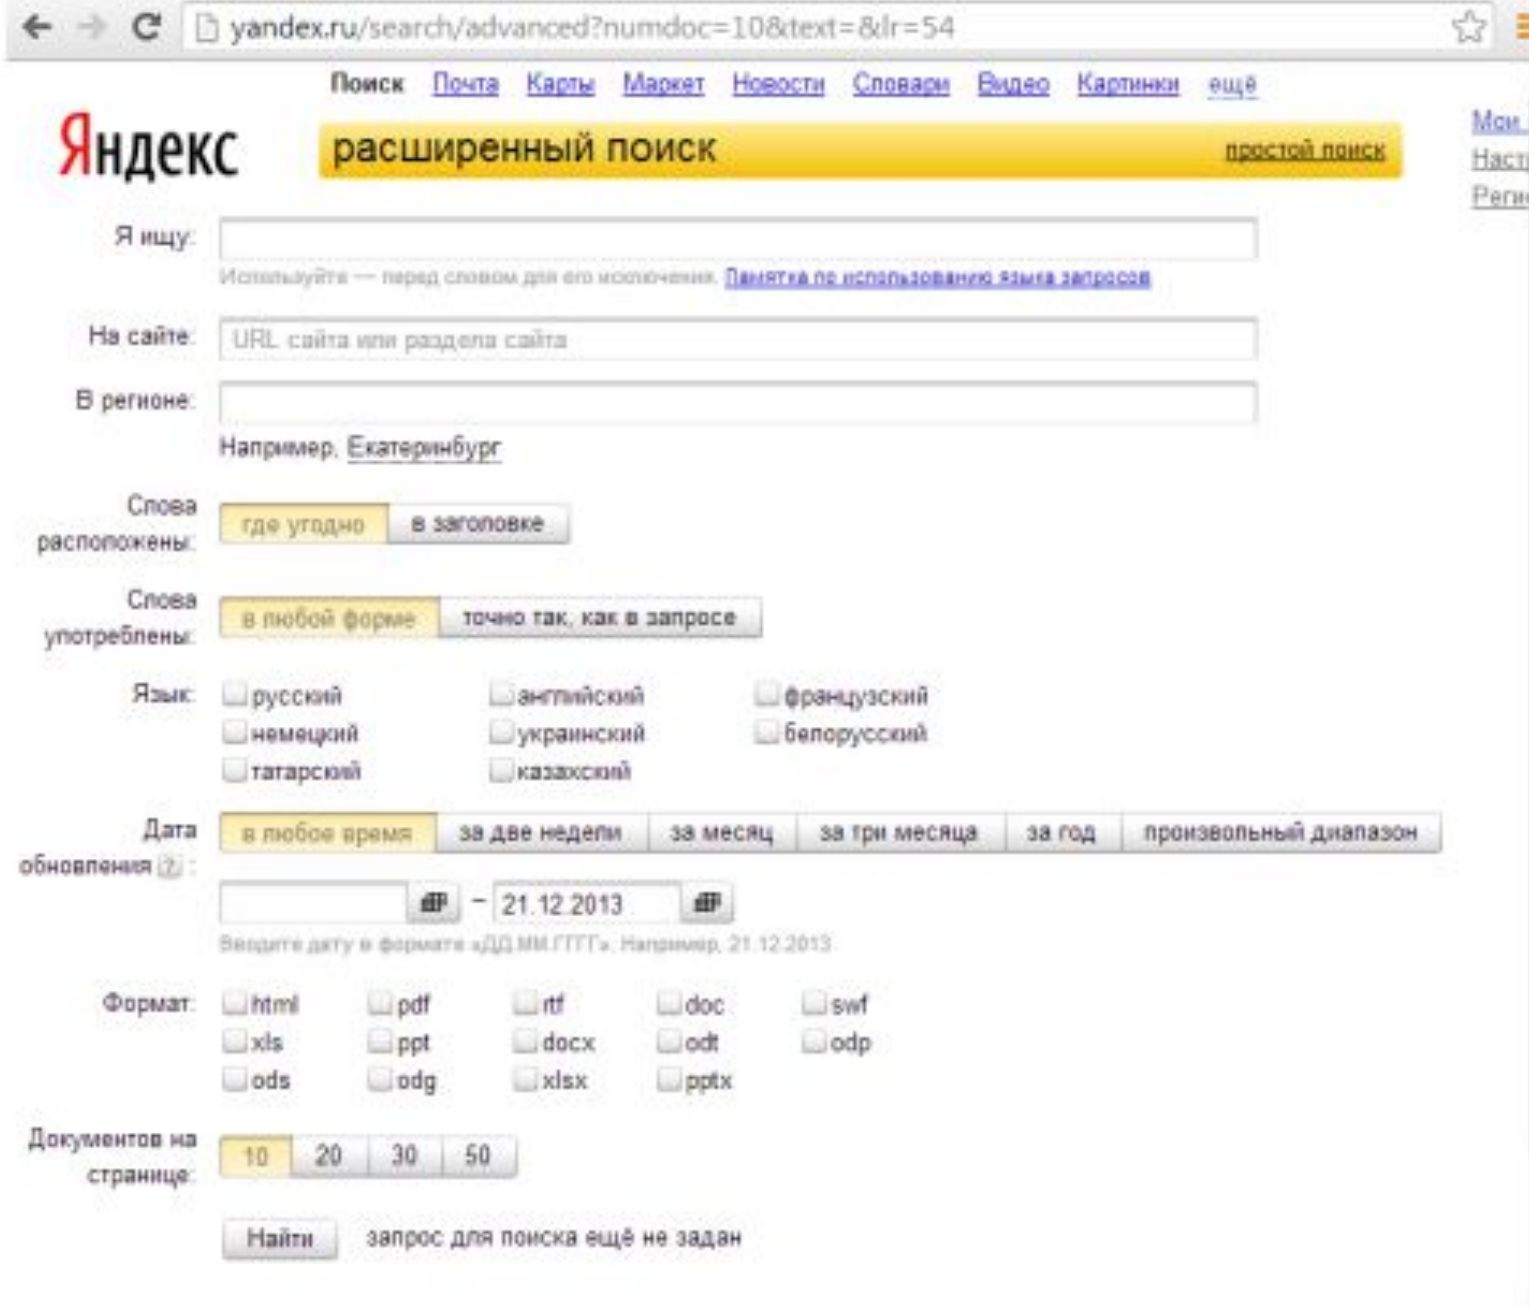 yandex.ru/search/advanced?numdoc=10&text=&lr=54
Поиск Почта Карты Маркет Новости Словари Видео Картинки ещё
Яндекс расширенный поиск простой поиск
Мои
Наст
Реги
Я ищу:
Используйте — перед словом для его исключения. Памятка по использованию языка запросов
На сайте: URL сайта или раздела сайта
В регионе:
Например, Екатеринбург
Слова расположены: где угодно в заголовке
Слова употреблены: в любой форме точно так, как в запросе
Язык: русский английский французский
немецкий украинский белорусский
татарский казахский
Дата обновления ? : в любое время за две недели за месяц за три месяца за год произвольный диапазон
– 21.12.2013
Введите дату в формате «ДД.ММ.ГГГГ». Например, 21.12.2013
Формат: html pdf rtf doc swf
xls ppt docx odt odp
ods odg xlsx pptx
Документов на странице: 10 20 30 50
Найти запрос для поиска ещё не задан